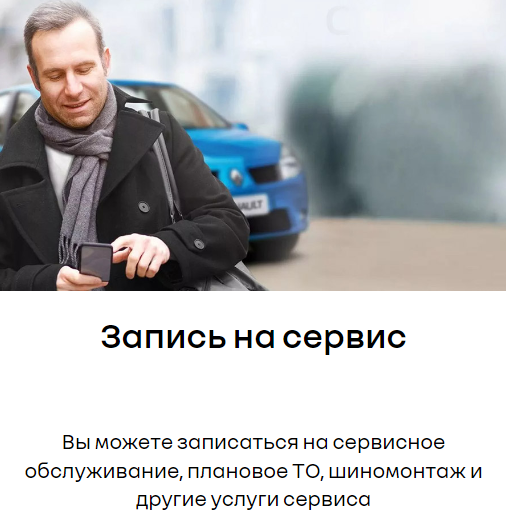 Запись на сервис
Вы можете записаться на сервисное
обслуживание, плановое ТО, шиномонтаж и
другие услуги сервиса